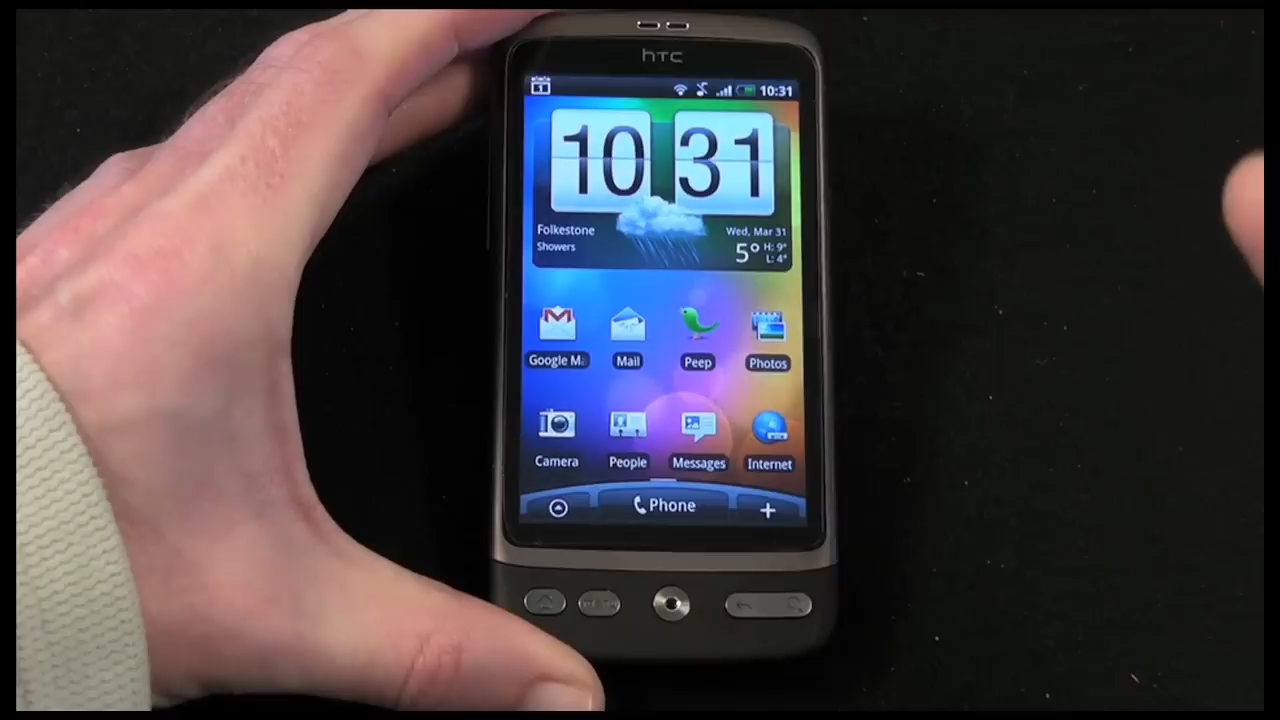 hTC
1
10:31
10 31
Folkestone
Wed, Mar 31
Showers
5°
H: 9°
L: 4°
Google Ma
Mail
Peep
Photos
Camera
People
Messages
Internet
Phone